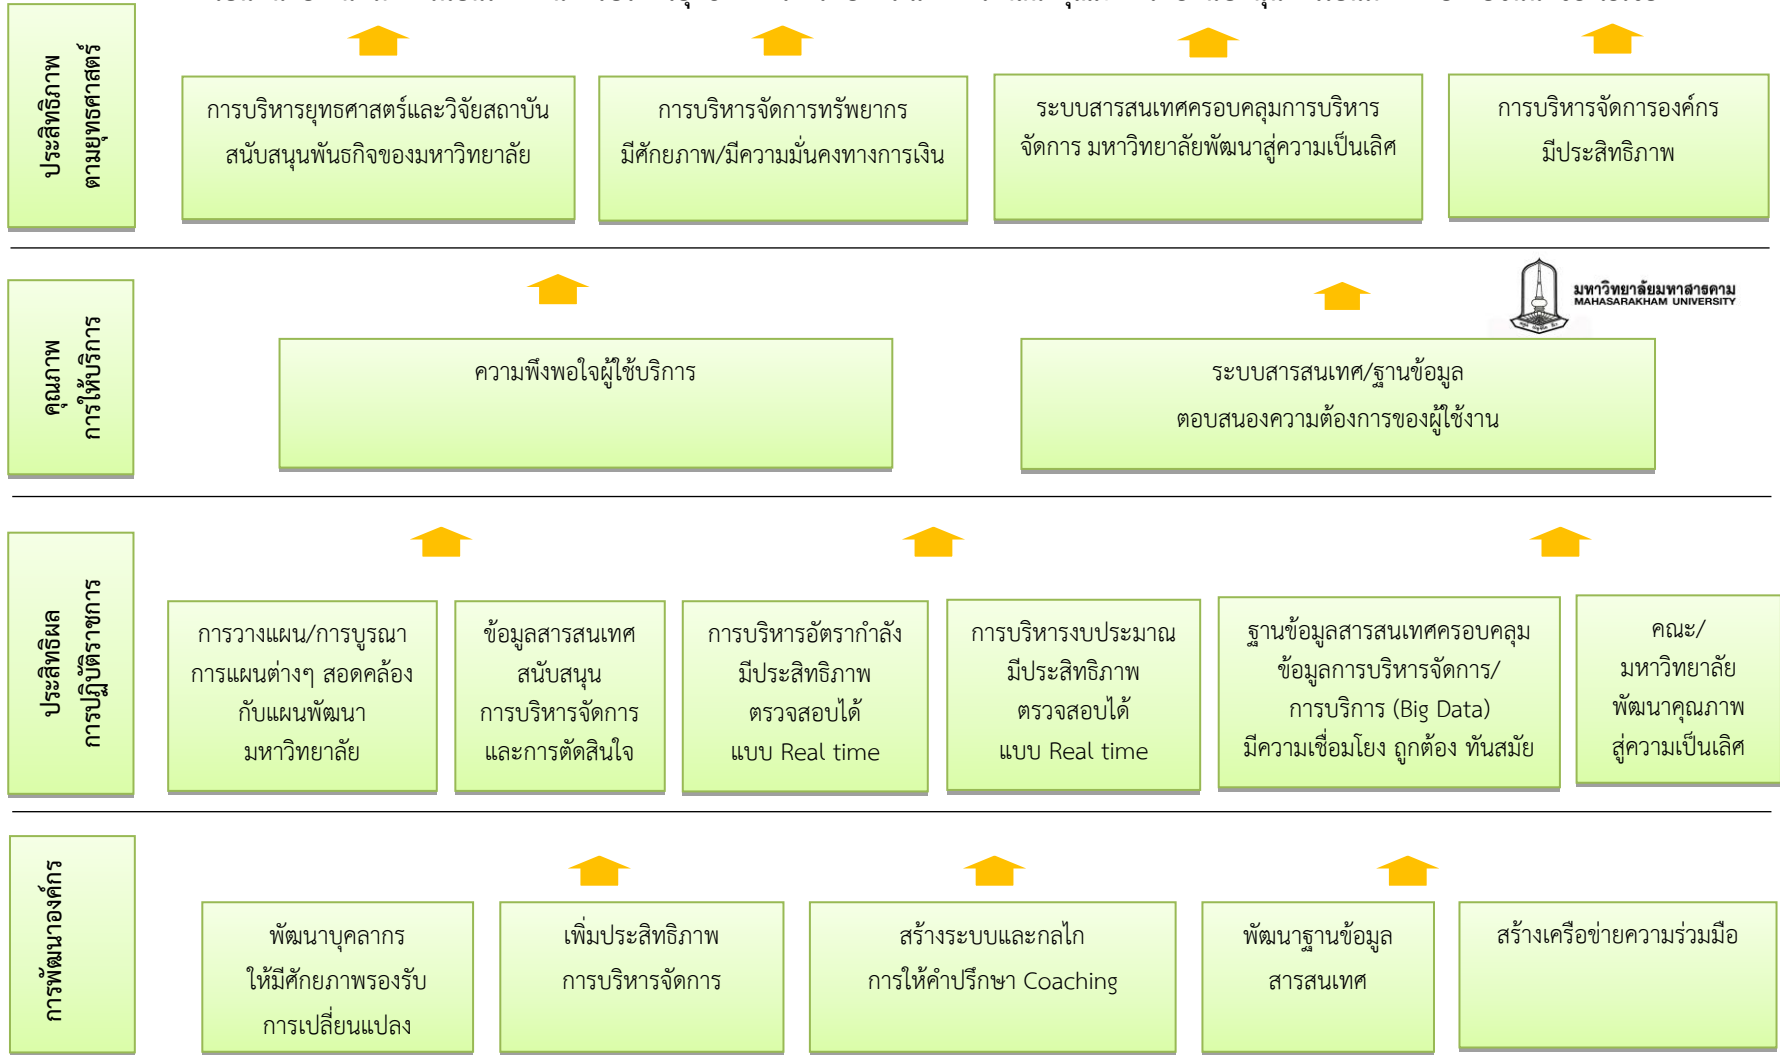 ประสิทธิภาพ
ตามยุทธศาสตร์
การบริหารยุทธศาสตร์และวิจัยสถาบัน
สนับสนุนพันธกิจของมหาวิทยาลัย
การบริหารจัดการทรัพยากร
มีศักยภาพ/มีความมั่นคงทางการเงิน
ระบบสารสนเทศครอบคลุมการบริหาร
จัดการ มหาวิทยาลัยพัฒนาสู่ความเป็นเลิศ
การบริหารจัดการองค์กร
มีประสิทธิภาพ
มหาวิทยาลัยมหาสารคาม
MAHASARAKHAM UNIVERSITY
คุณภาพ
การให้บริการ
ความพึงพอใจผู้ใช้บริการ
ระบบสารสนเทศ/ฐานข้อมูล
ตอบสนองความต้องการของผู้ใช้งาน
ประสิทธิผล
การปฏิบัติราชการ
การวางแผน/การบูรณา
การแผนต่างๆ สอดคล้อง
กับแผนพัฒนา
มหาวิทยาลัย
ข้อมูลสารสนเทศ
สนับสนุน
การบริหารจัดการ
และการตัดสินใจ
การบริหารอัตรากำลัง
มีประสิทธิภาพ
ตรวจสอบได้
แบบ Real time
การบริหารงบประมาณ
มีประสิทธิภาพ
ตรวจสอบได้
แบบ Real time
ฐานข้อมูลสารสนเทศครอบคลุม
ข้อมูลการบริหารจัดการ/
การบริการ (Big Data)
มีความเชื่อมโยง ถูกต้อง ทันสมัย
คณะ/
มหาวิทยาลัย
พัฒนาคุณภาพ
สู่ความเป็นเลิศ
การพัฒนาองค์กร
พัฒนาบุคลากร
ให้มีศักยภาพรองรับ
การเปลี่ยนแปลง
เพิ่มประสิทธิภาพ
การบริหารจัดการ
สร้างระบบและกลไก
การให้คำปรึกษา Coaching
พัฒนาฐานข้อมูล
สารสนเทศ
สร้างเครือข่ายความร่วมมือ